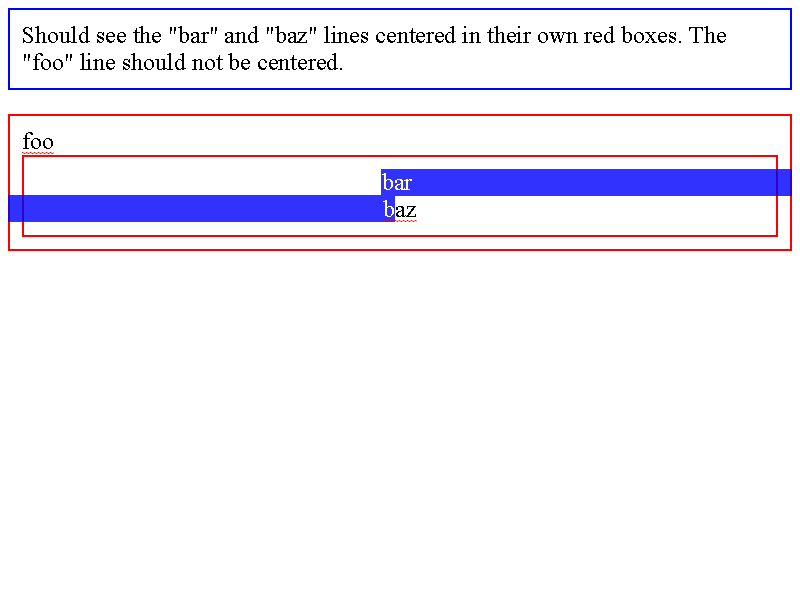 Should see the "bar" and "baz" lines centered in their own red boxes. The
"foo" line should not be centered.
foo
bar
baz